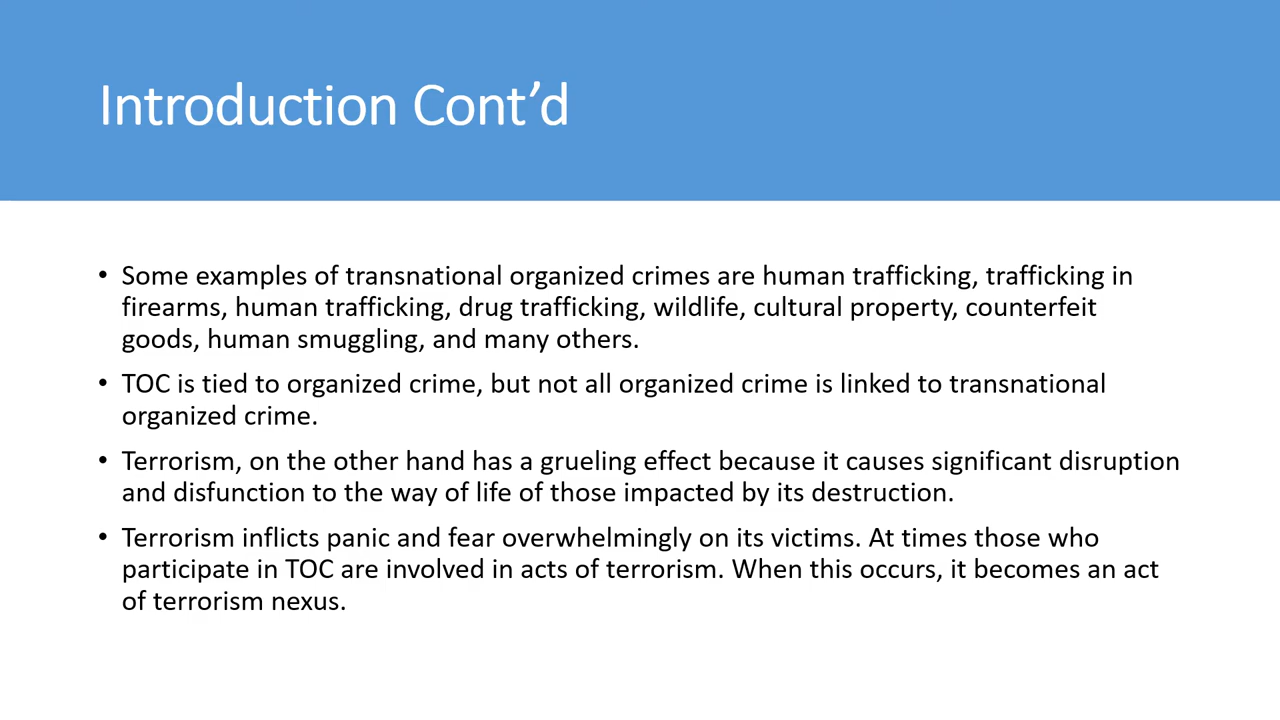 Introduction Cont’d
• Some examples of transnational organized crimes are human trafficking, trafficking in
firearms, human trafficking, drug trafficking, wildlife, cultural property, counterfeit
goods, human smuggling, and many others.
• TOC is tied to organized crime, but not all organized crime is linked to transnational
organized crime.
• Terrorism, on the other hand has a grueling effect because it causes significant disruption
and disfunction to the way of life of those impacted by its destruction.
• Terrorism inflicts panic and fear overwhelmingly on its victims. At times those who
participate in TOC are involved in acts of terrorism. When this occurs, it becomes an act
of terrorism nexus.